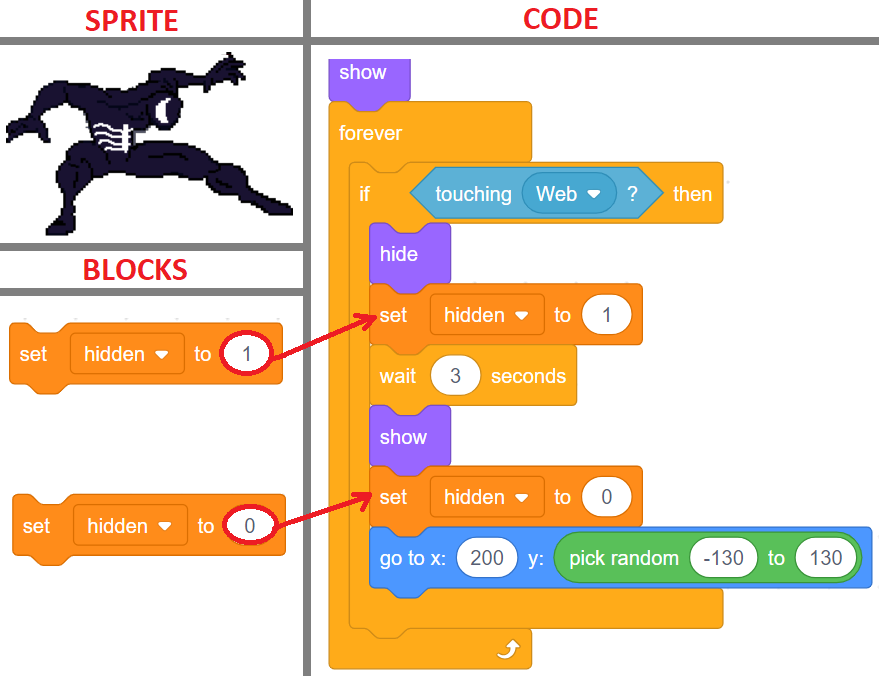 SPRITE
CODE
show
forever
if touching Web ? then
hide
set hidden to 1
wait 3 seconds
show
set hidden to 0
go to x: 200 y: pick random -130 to 130
BLOCKS
set hidden to 1
set hidden to 0